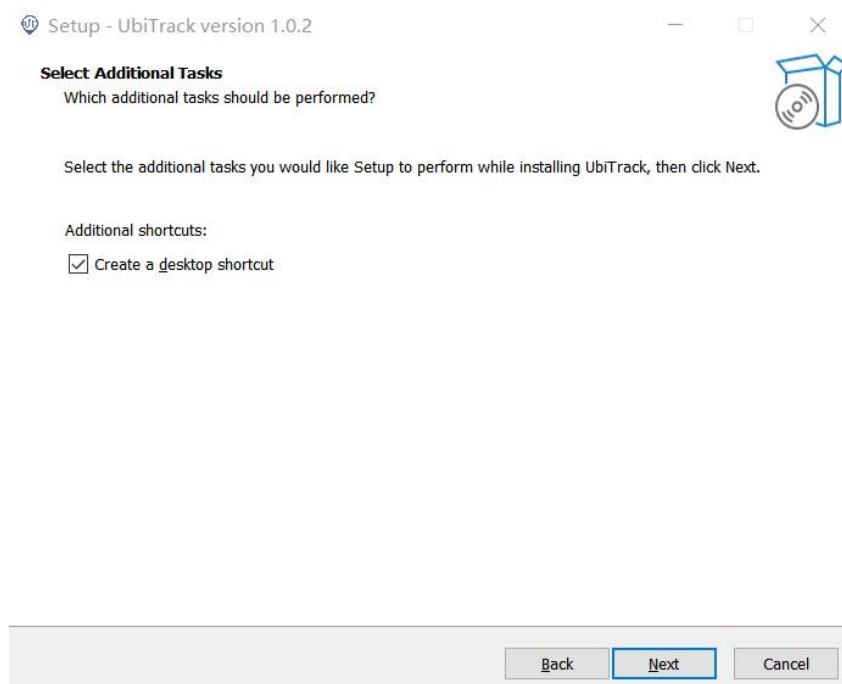 Setup - UbiTrack version 1.0.2
Select Additional Tasks
Which additional tasks should be performed?
Select the additional tasks you would like Setup to perform while installing UbiTrack, then click Next.
Additional shortcuts:
Create a desktop shortcut
Back
Next
Cancel